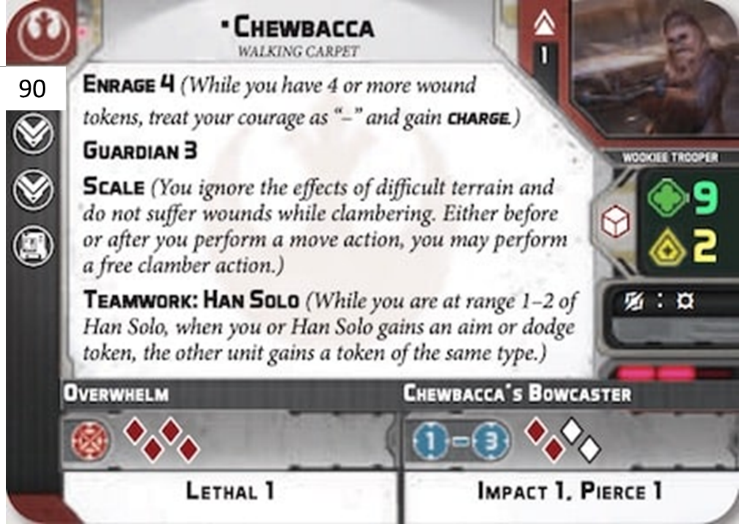 •Chewbacca
Walking Carpet
1
90
Enrage 4 (While you have 4 or more wound
tokens, treat your courage as “–” and gain CHARGE.)
Guardian 3
Scale (You ignore the effects of difficult terrain and
do not suffer wounds while clambering. Either before
or after you perform a move action, you may perform
a free clamber action.)
Teamwork: Han Solo (While you are at range 1–2 of
Han Solo, when you or Han Solo gains an aim or dodge
token, the other unit gains a token of the same type.)
Wookiee Trooper
9
2
:
Overwhelm
Lethal 1
Chewbacca's Bowcaster
1 – 3
Impact 1, Pierce 1